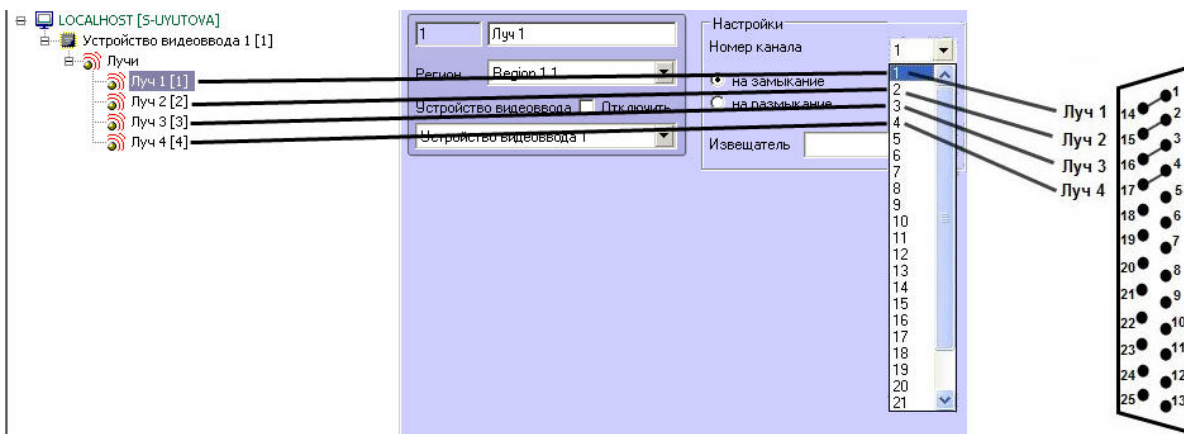 LOCALHOST [S-UYUTOVA]
Устройство видеоввода 1 [1]
Лучи
Луч 1 [1]
Луч 2 [2]
Луч 3 [3]
Луч 4 [4]
1
Луч 1
Регион
Region 1.1
Устройство видеоввода
Отключить
Устройство видеоввода 1
Настройки
Номер канала
1
на замыкание
на размыкание
Извещатель
1
2
3
4
5
6
7
8
9
10
11
12
13
14
15
16
17
18
19
20
21
Луч 1
Луч 2
Луч 3
Луч 4
14
15
16
17
18
19
20
21
22
23
24
25
1
2
3
4
5
6
7
8
9
10
11
12
13